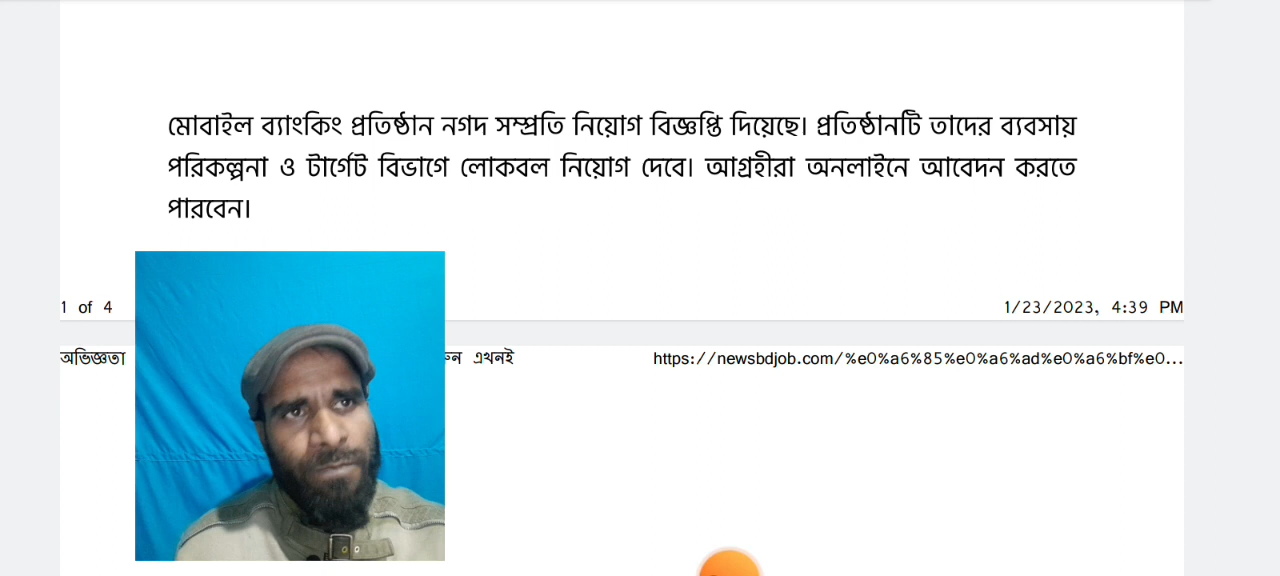 মোবাইল ব্যাংকিং প্রতিষ্ঠান নগদ সম্প্রতি নিয়োগ বিজ্ঞপ্তি দিয়েছে। প্রতিষ্ঠানটি তাদের ব্যবসায়
পরিকল্পনা ও টার্গেট বিভাগে লোকবল নিয়োগ দেবে। আগ্রহীরা অনলাইনে আবেদন করতে
পারবেন।
1 of 4 1/23/2023, 4:39 PM
অভিজ্ঞতা এখনই https://newsbdjob.com/%e0%a6%85%e0%a6%ad%e0%a6%bf%e0...